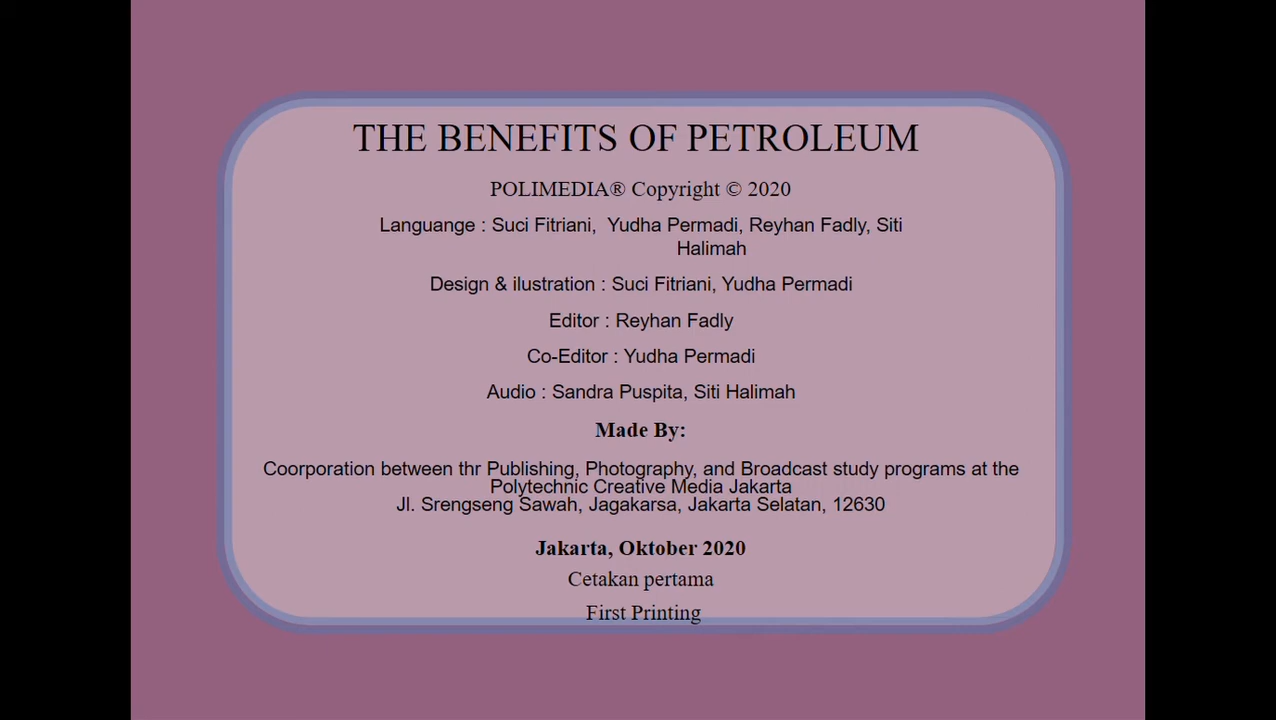 THE BENEFITS OF PETROLEUM
POLIMEDIA® Copyright © 2020
Languange : Suci Fitriani, Yudha Permadi, Reyhan Fadly, Siti
Halimah
Design & ilustration : Suci Fitriani, Yudha Permadi
Editor : Reyhan Fadly
Co-Editor : Yudha Permadi
Audio : Sandra Puspita, Siti Halimah
Made By:
Coorporation between thr Publishing, Photography, and Broadcast study programs at the
Polytechnic Creative Media Jakarta
Jl. Srengseng Sawah, Jagakarsa, Jakarta Selatan, 12630
Jakarta, Oktober 2020
Cetakan pertama
First Printing